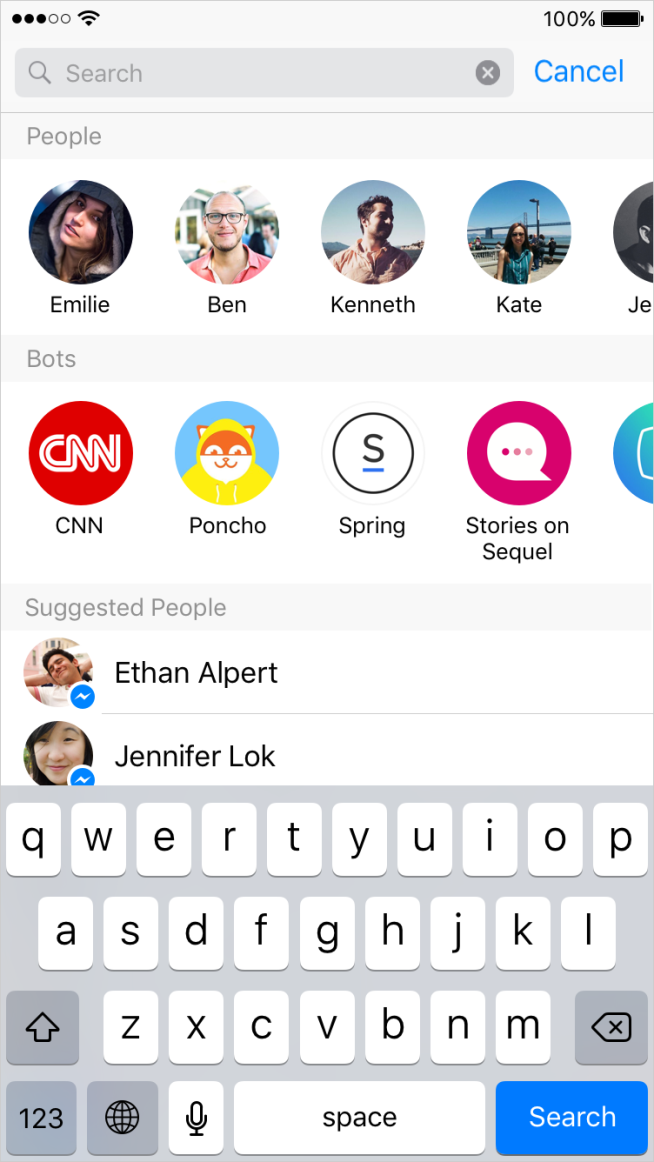 100%
Search Cancel
People
Emilie Ben Kenneth Kate Je
Bots
CNN S
CNN Poncho Spring Stories on
Sequel
Suggested People
Ethan Alpert
Jennifer Lok
q w e r t y u i o p
a s d f g h j k l
z x c v b n m
123 space Search